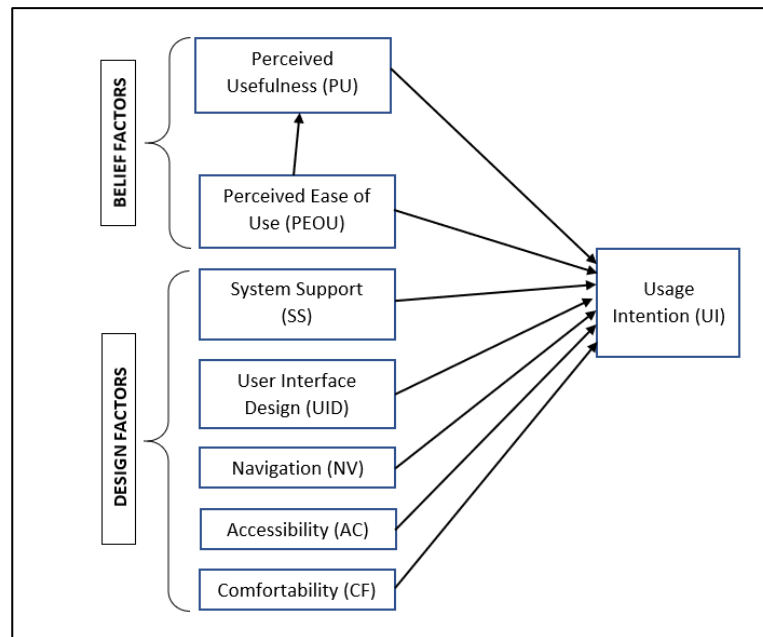 BELIEF FACTORS
Perceived
Usefulness (PU)
Perceived Ease of
Use (PEOU)
DESIGN FACTORS
System Support
(SS)
User Interface
Design (UID)
Navigation (NV)
Accessibility (AC)
Comfortability (CF)
Usage
Intention (UI)